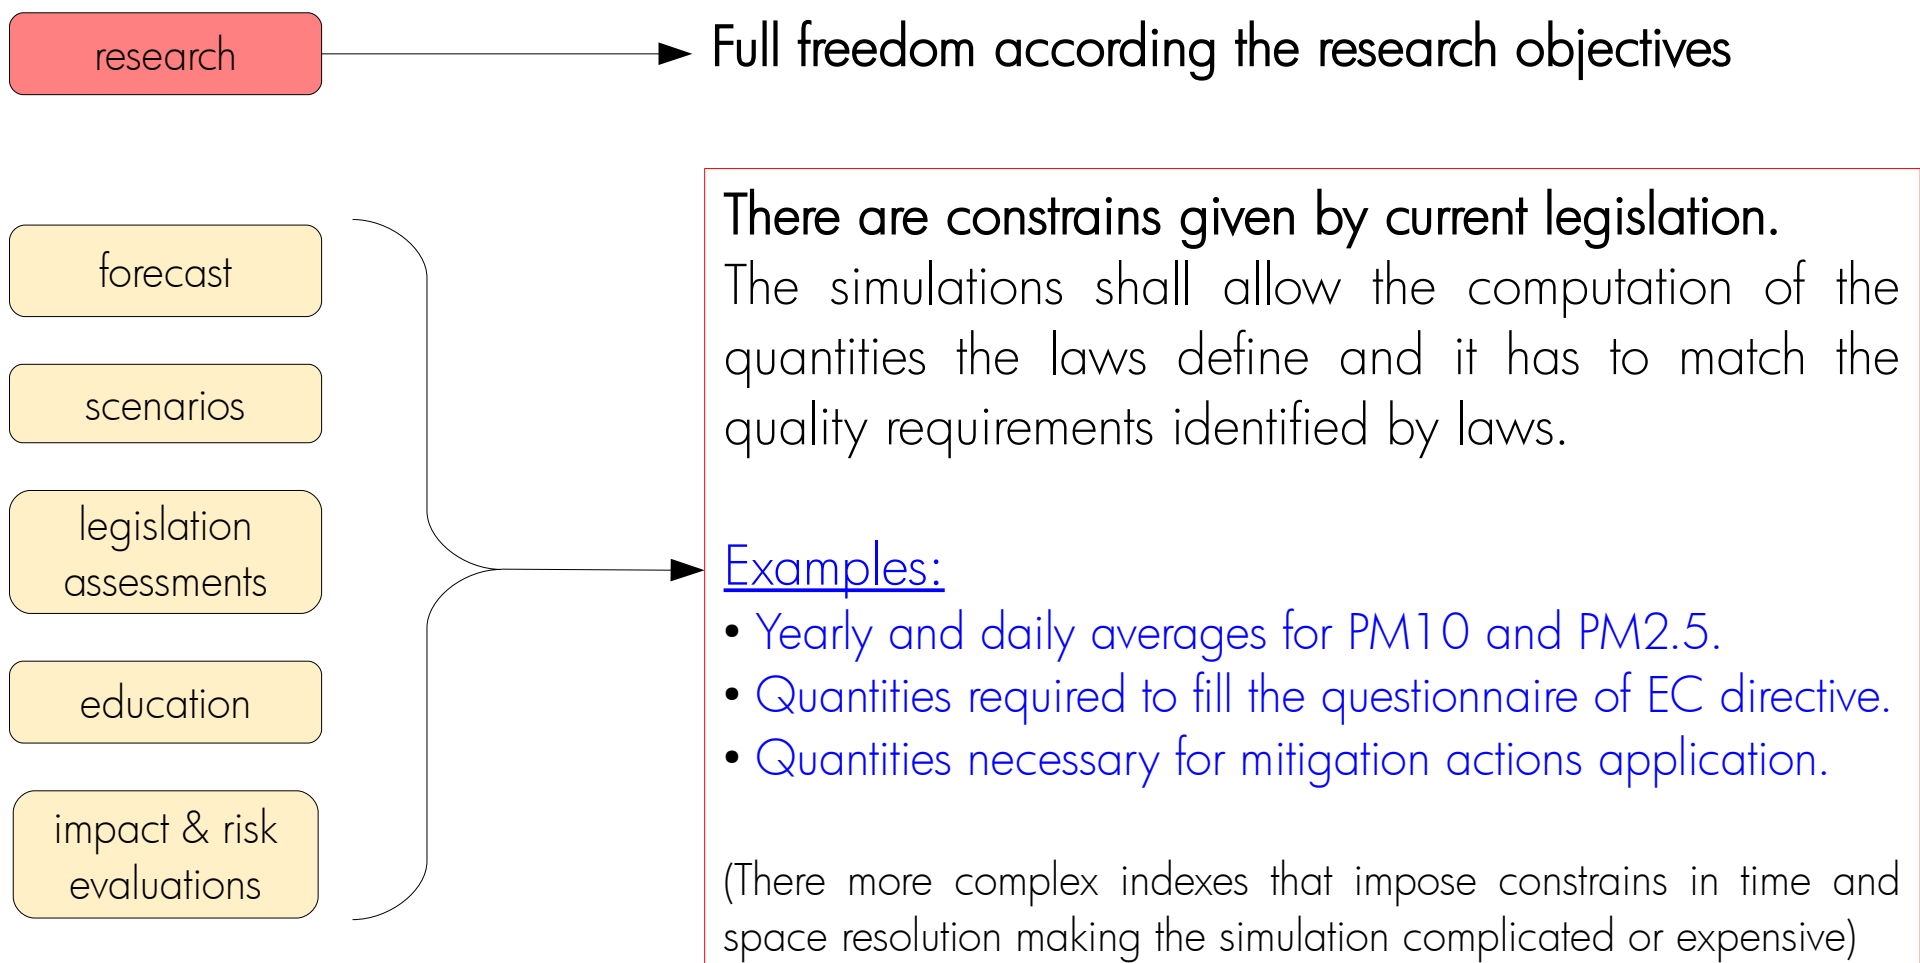 research
Full freedom according the research objectives
forecast
scenarios
legislation
assessments
education
impact & risk
evaluations
There are constrains given by current legislation.
The simulations shall allow the computation of the
quantities the laws define and it has to match the
quality requirements identified by laws.
Examples:
• Yearly and daily averages for PM10 and PM2.5.
• Quantities required to fill the questionnaire of EC directive.
• Quantities necessary for mitigation actions application.
(There more complex indexes that impose constrains in time and
space resolution making the simulation complicated or expensive)